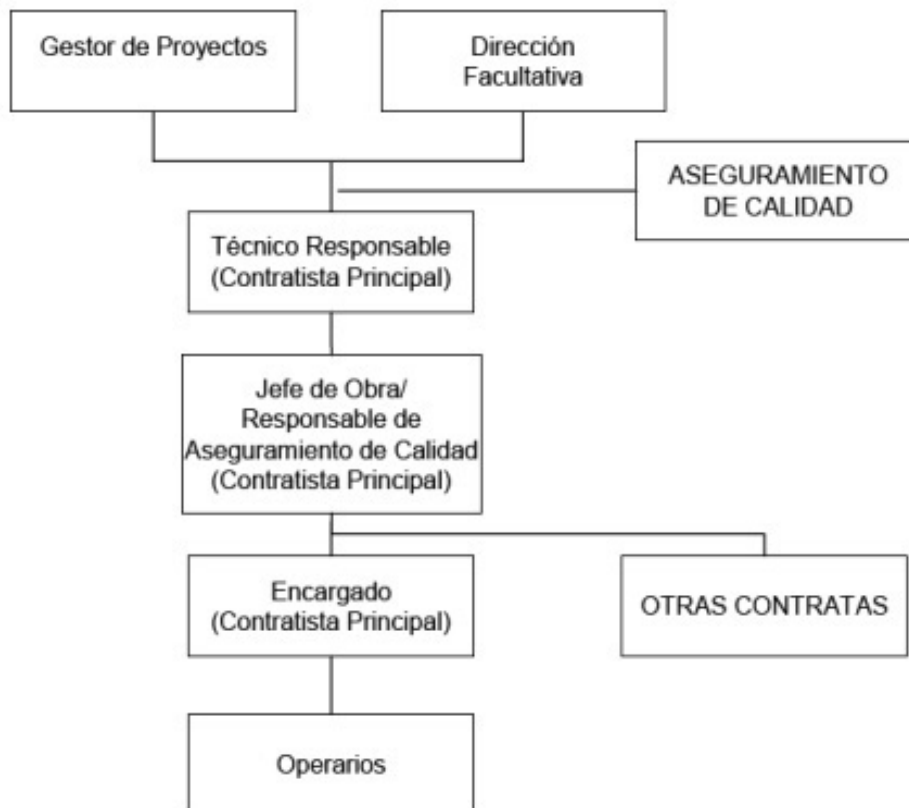 Gestor de Proyectos
Dirección
Facultativa
ASEGURAMIENTO
DE CALIDAD
Técnico Responsable
(Contratista Principal)
Jefe de Obra/
Responsable de
Aseguramiento de Calidad
(Contratista Principal)
Encargado
(Contratista Principal)
OTRAS CONTRATAS
Operarios